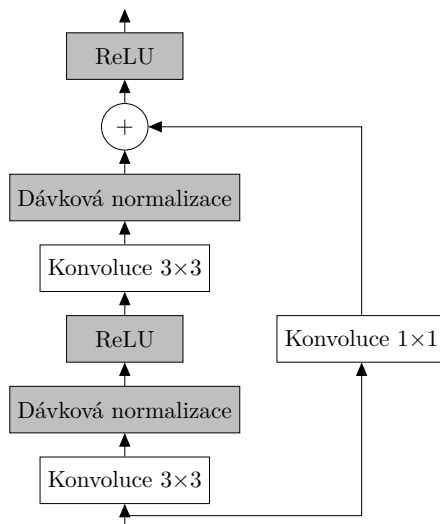 ReLU
+
Dávková normalizace
Konvoluce 3×3
ReLU
Konvoluce 1×1
Dávková normalizace
Konvoluce 3×3